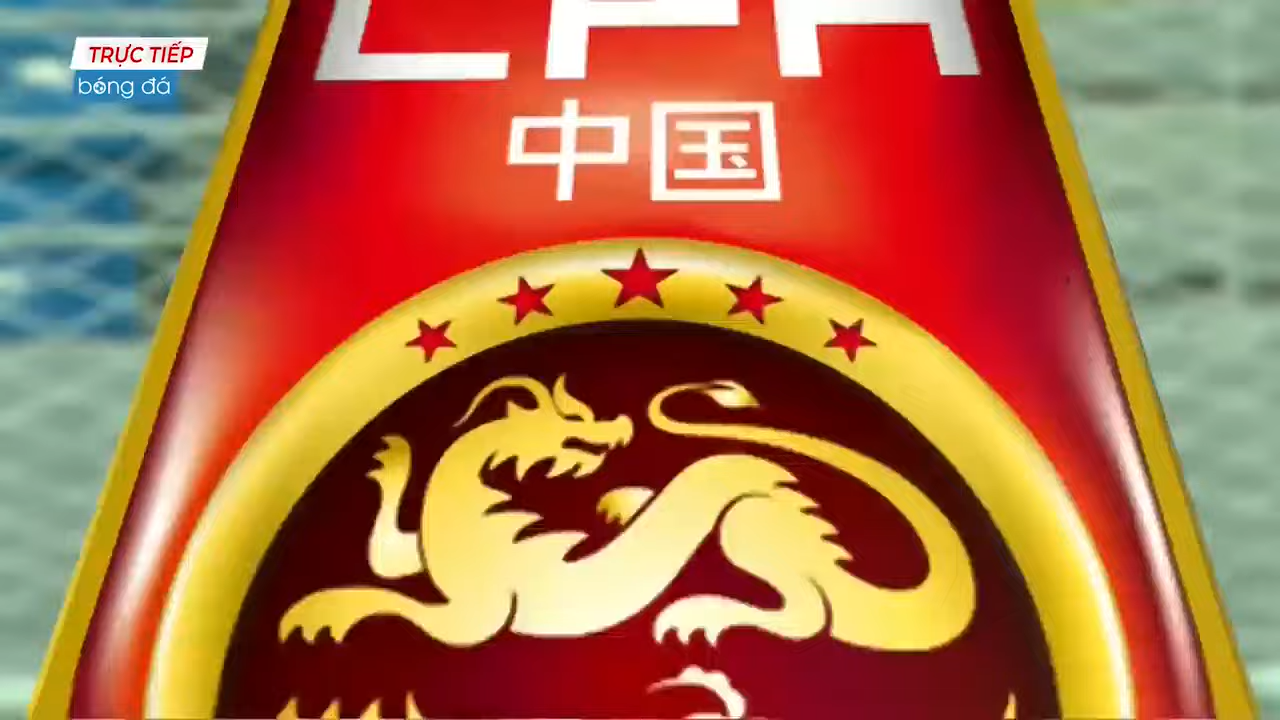 TRỰC TIẾP
bóng đá
中国